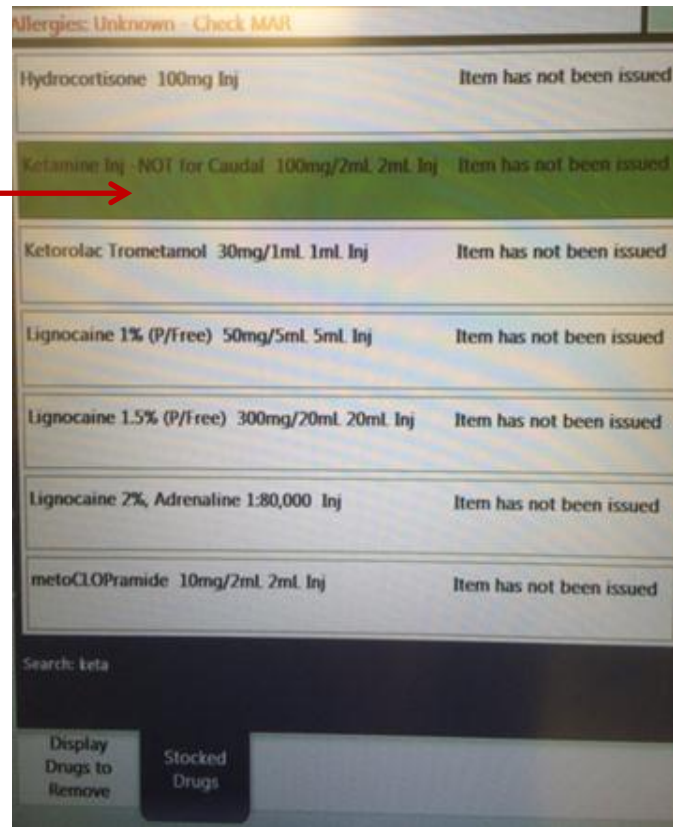 Allergies: Unknown - Check MAR
Hydrocortisone 100mg Inj Item has not been issued
Ketamine Inj -NOT for Caudal 100mg/2mL 2mL Inj Item has not been issued
Ketorolac Trometamol 30mg/1mL 1mL Inj Item has not been issued
Lignocaine 1% (P/Free) 50mg/5mL 5mL Inj Item has not been issued
Lignocaine 1.5% (P/Free) 300mg/20mL 20mL Inj Item has not been issued
Lignocaine 2%, Adrenaline 1:80,000 Inj Item has not been issued
metoCLOPramide 10mg/2mL 2mL Inj Item has not been issued
Search: keta
Display
Drugs to
Remove
Stocked
Drugs